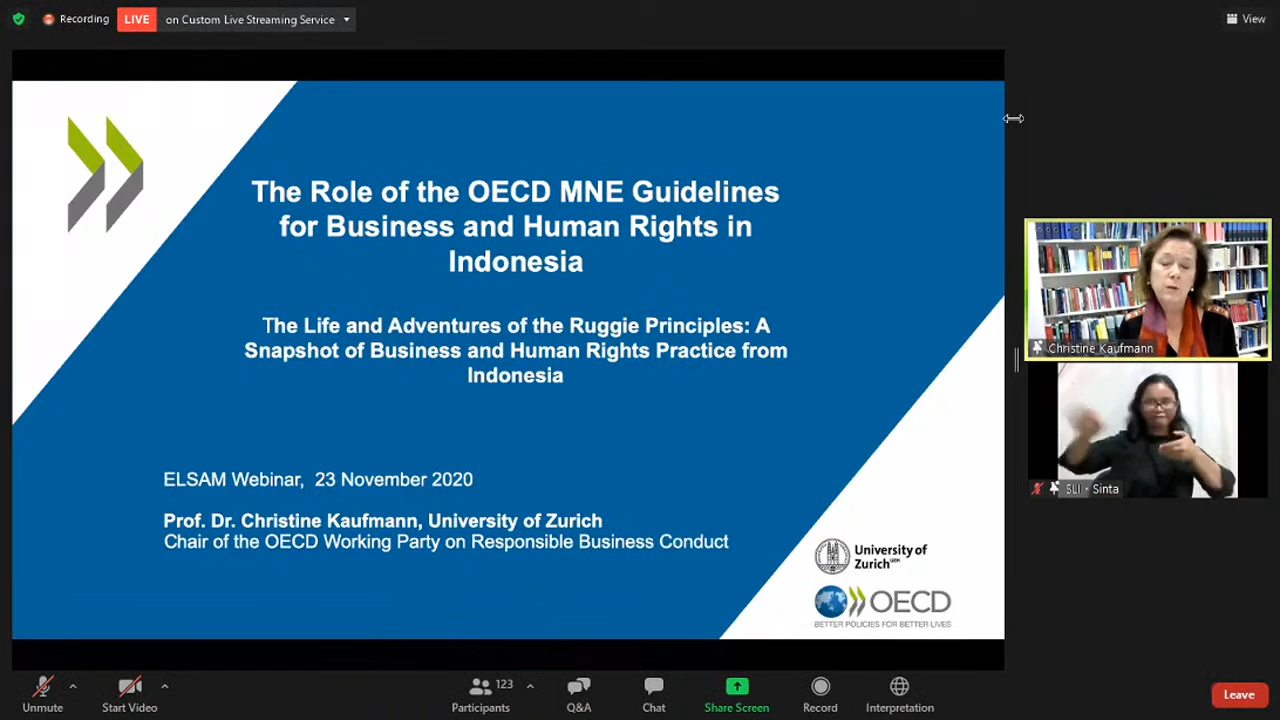 Recording
LIVE
on Custom Live Streaming Service
View
The Role of the OECD MNE Guidelines
for Business and Human Rights in
Indonesia
The Life and Adventures of the Ruggie Principles: A
Snapshot of Business and Human Rights Practice from
Indonesia
ELSAM Webinar, 23 November 2020
Prof. Dr. Christine Kaufmann, University of Zurich
Chair of the OECD Working Party on Responsible Business Conduct
University of
Zurich
OECD
BETTER POLICIES FOR BETTER LIVES
Christine Kaufmann
SLI - Sinta
Unmute
Start Video
123
Participants
Q&A
Chat
Share Screen
Record
Interpretation
Leave